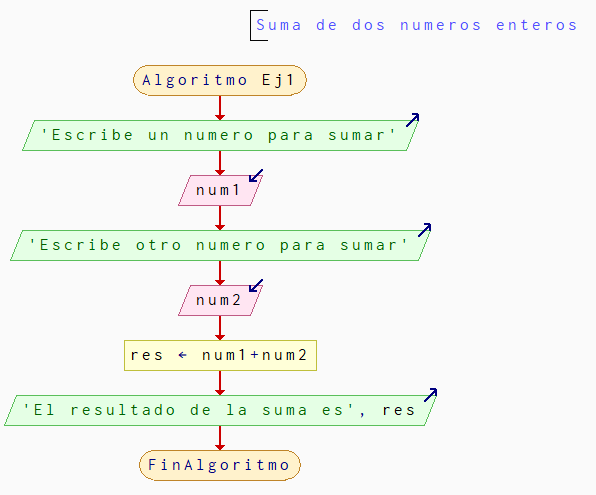 Suma de dos numeros enteros
Algoritmo Ej1
'Escribe un numero para sumar'
num1
'Escribe otro numero para sumar'
num2
res ← num1+num2
'El resultado de la suma es', res
FinAlgoritmo